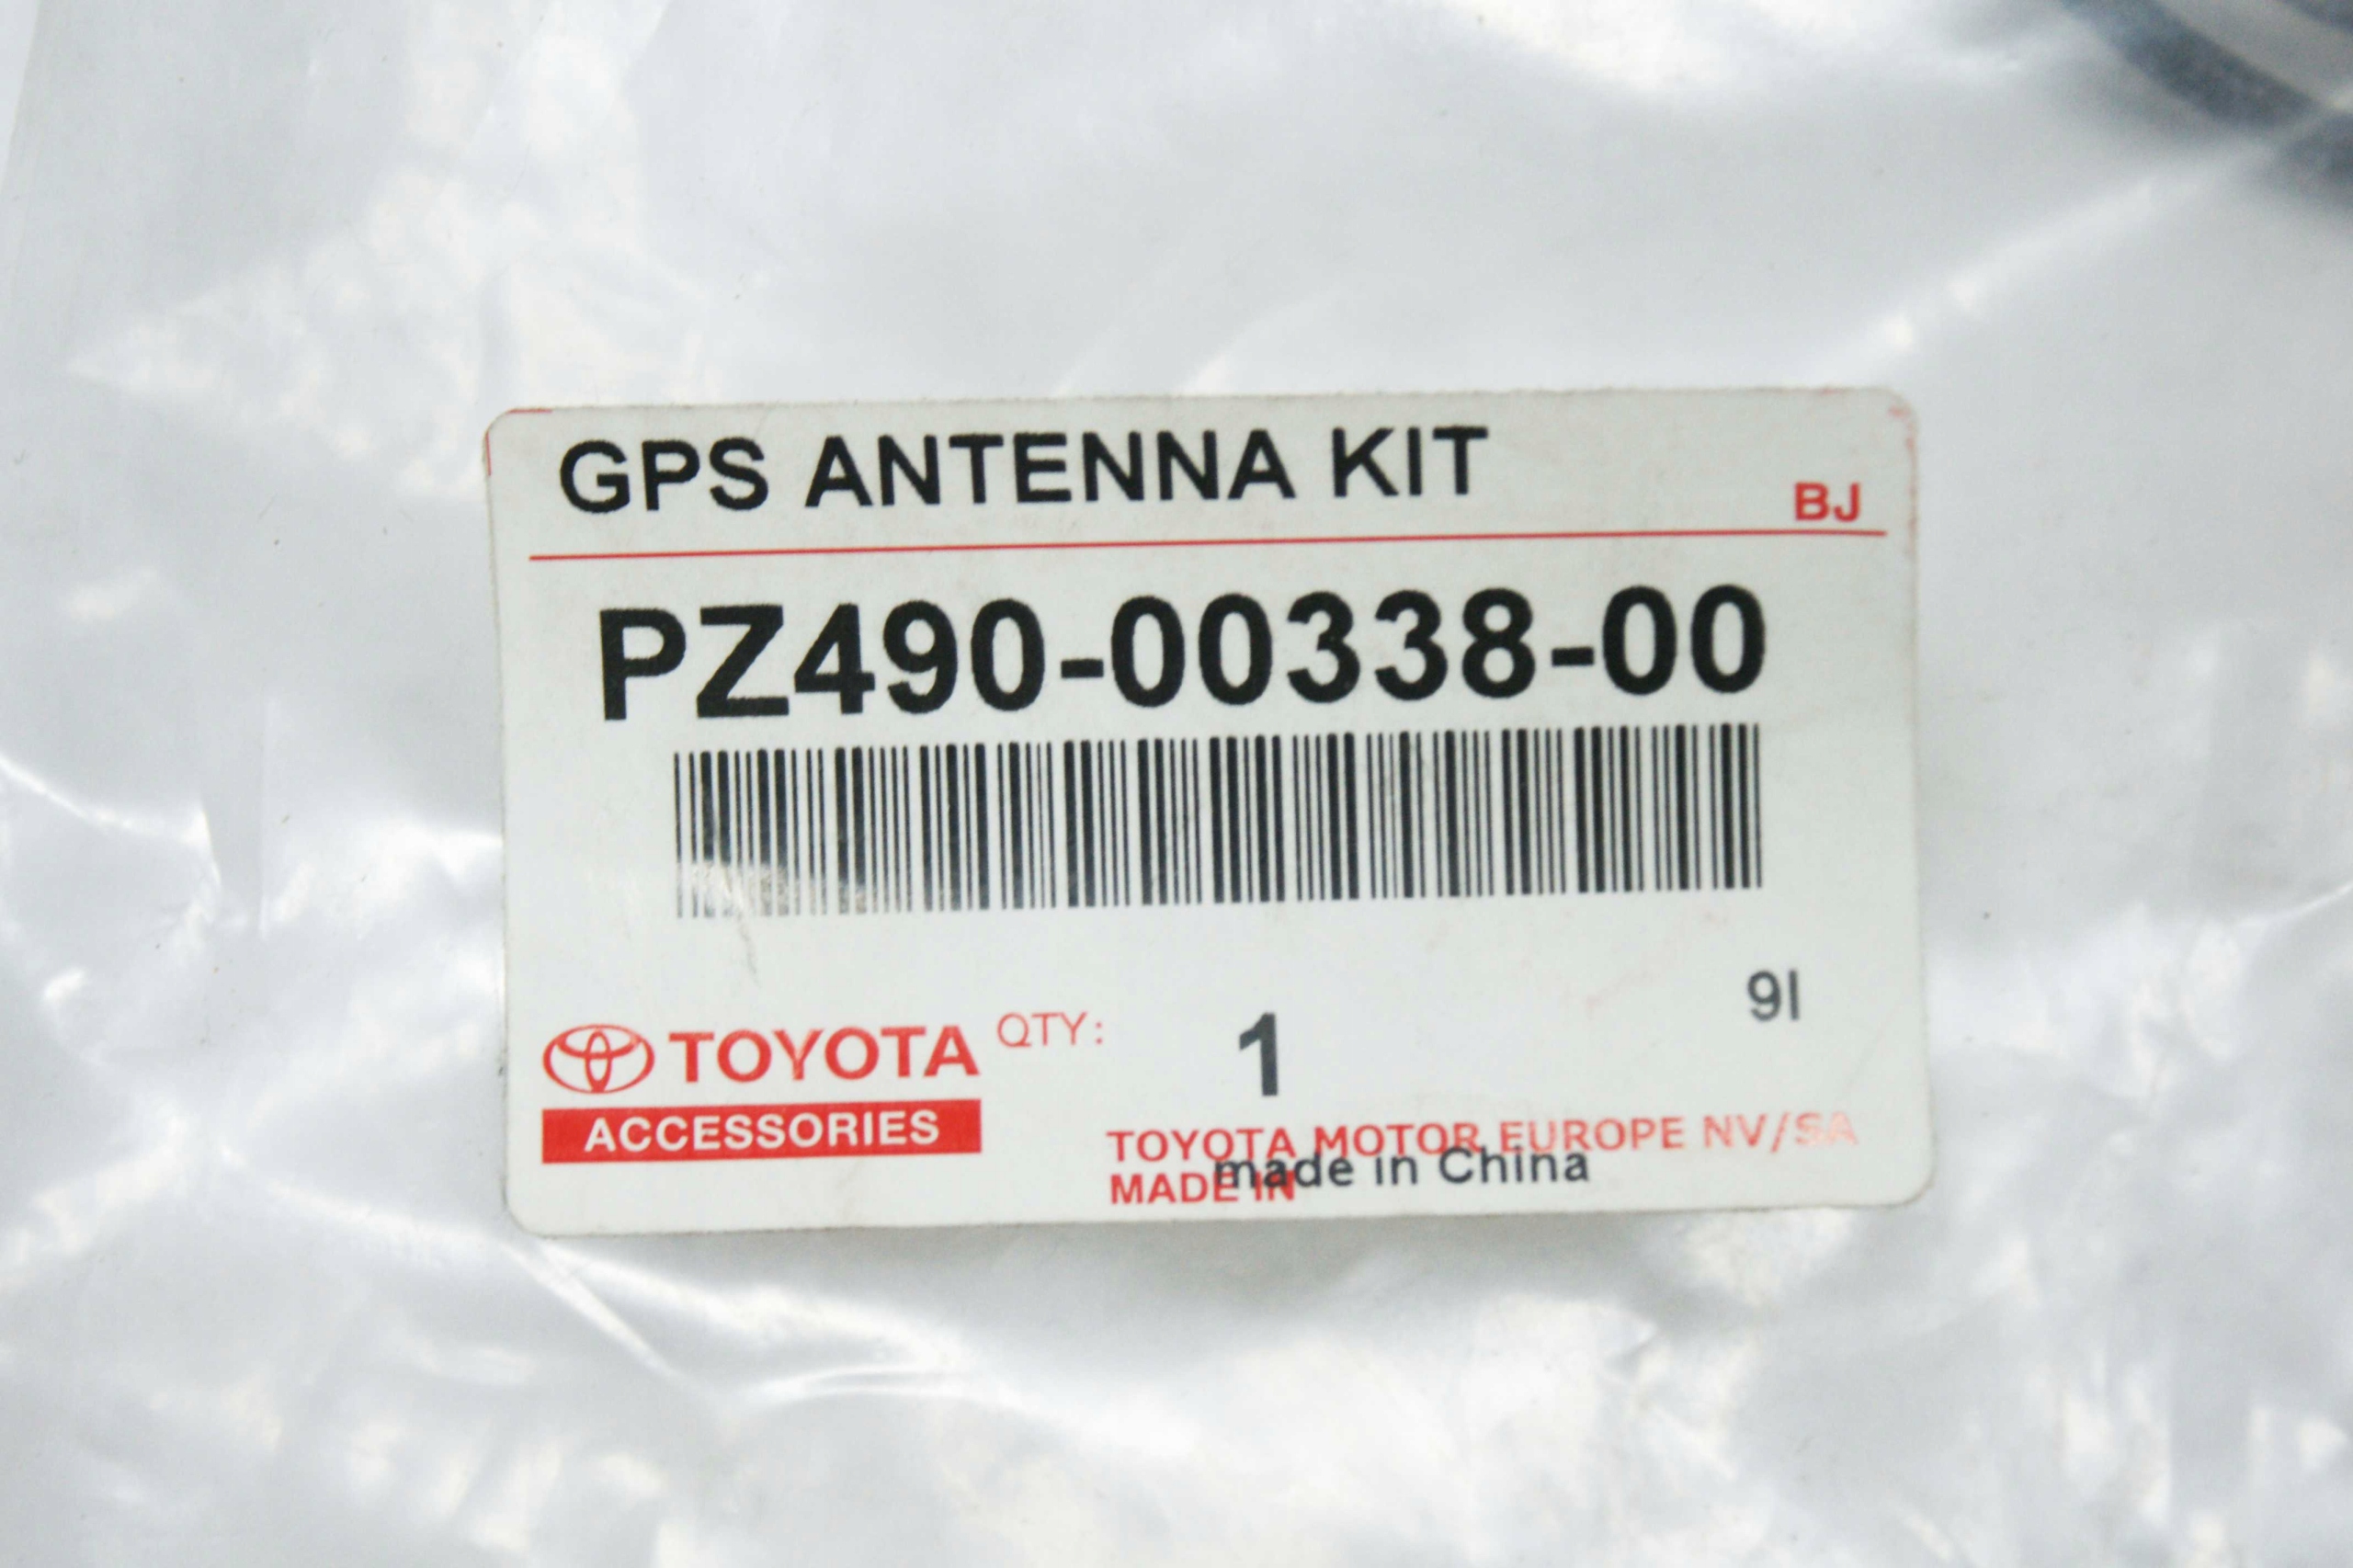 GPS ANTENNA KIT
BJ
PZ490-00338-00
9I
TOYOTA
QTY: 1
ACCESSORIES
TOYOTA MOTOR EUROPE NV/SA
MADE IN
made in China